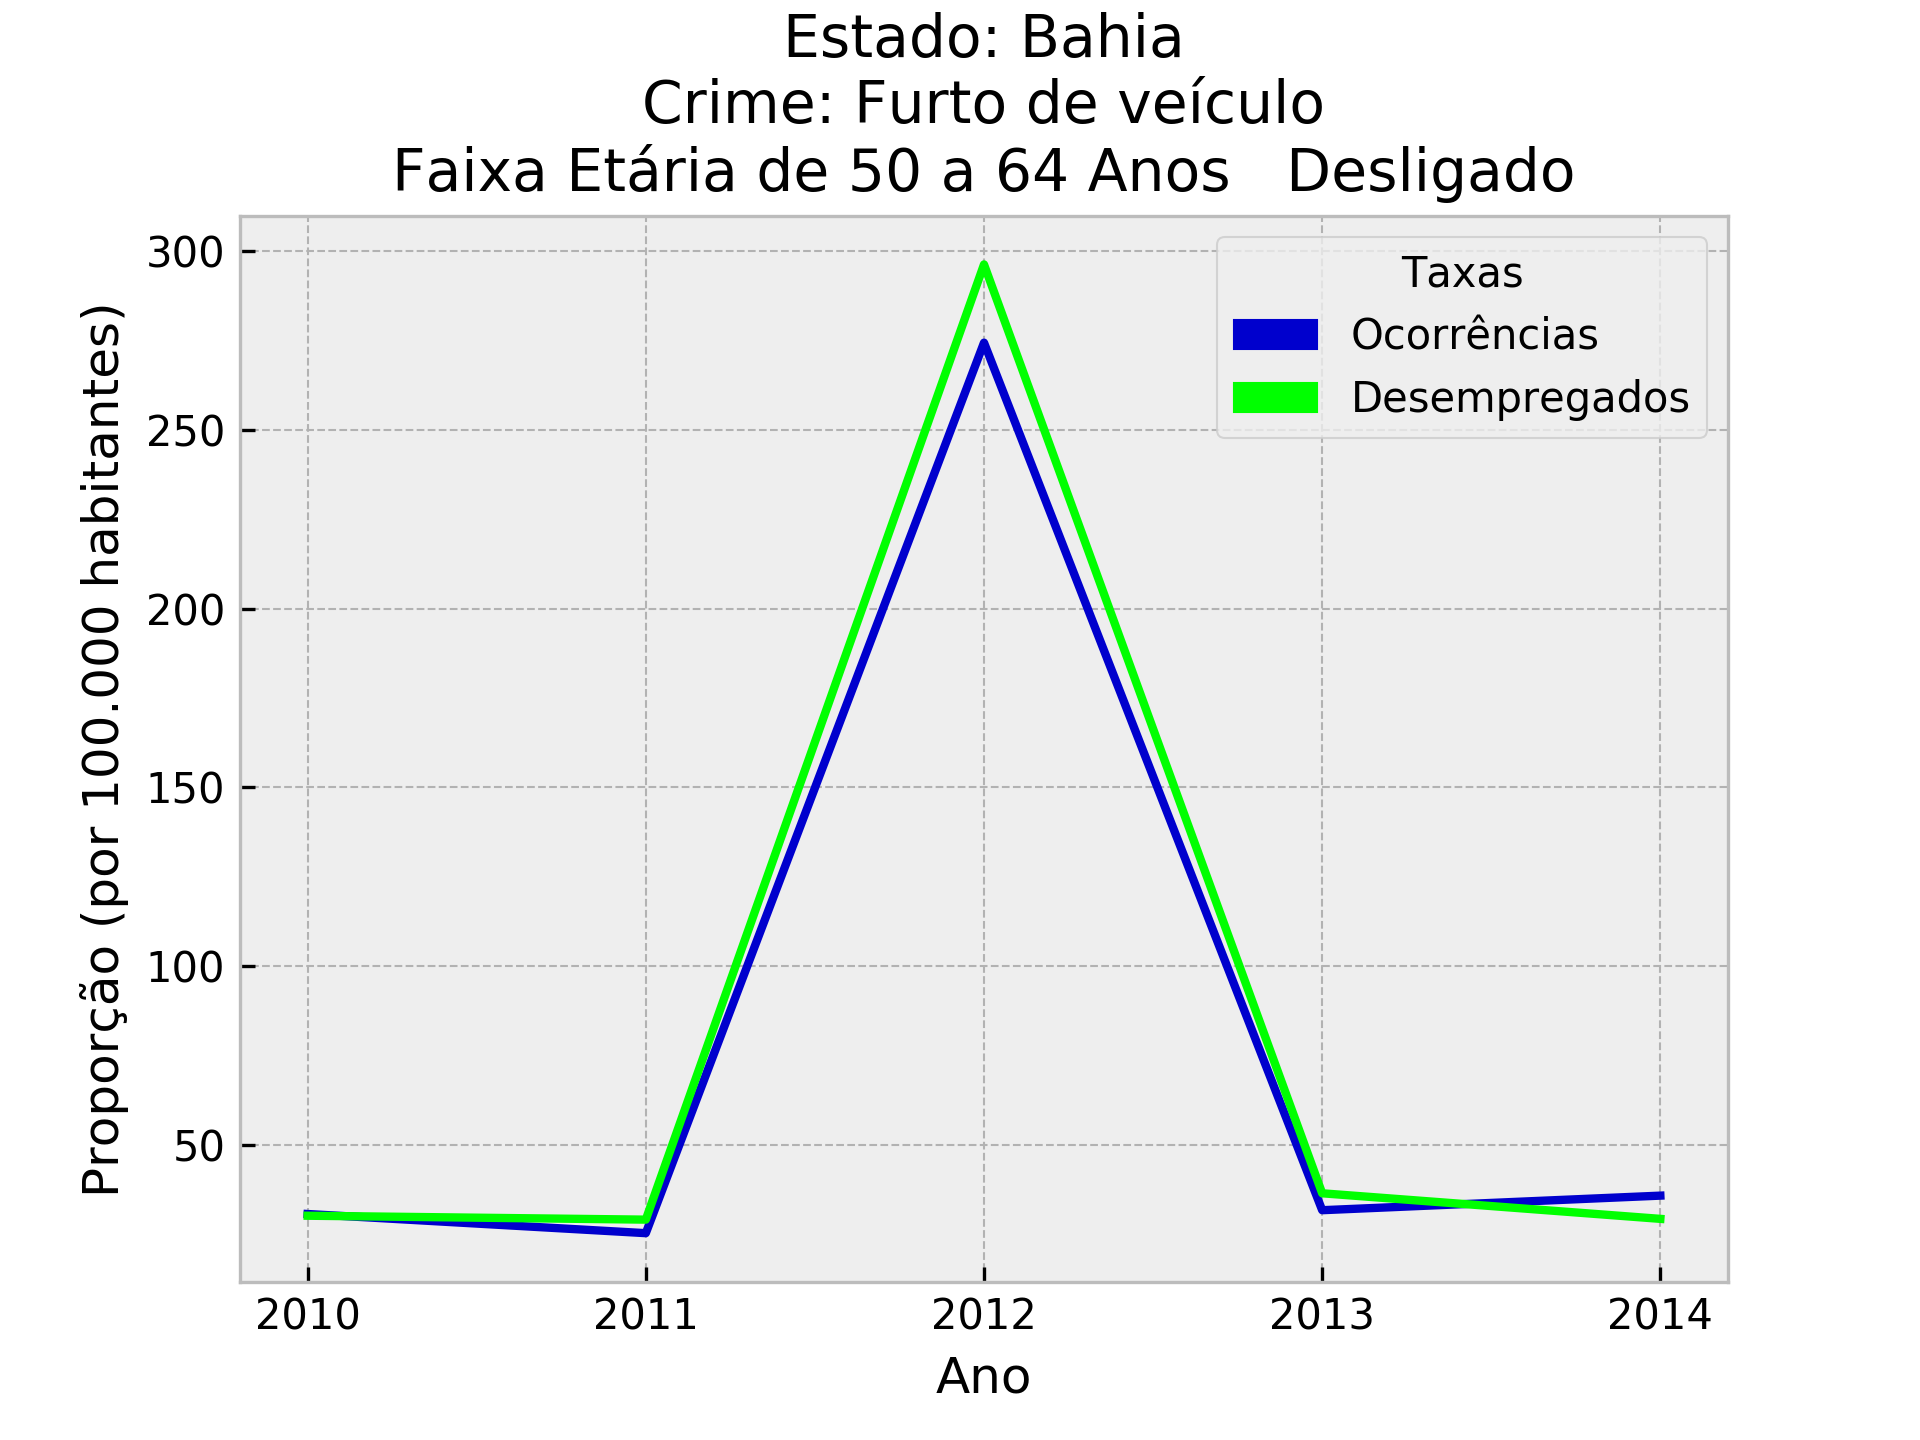 Estado: Bahia
Crime: Furto de veículo
Faixa Etária de 50 a 64 Anos   Desligado
Taxas
Ocorrências
Desempregados
Proporção (por 100.000 habitantes)
300
250
200
150
100
50
2010 2011 2012 2013 2014
Ano